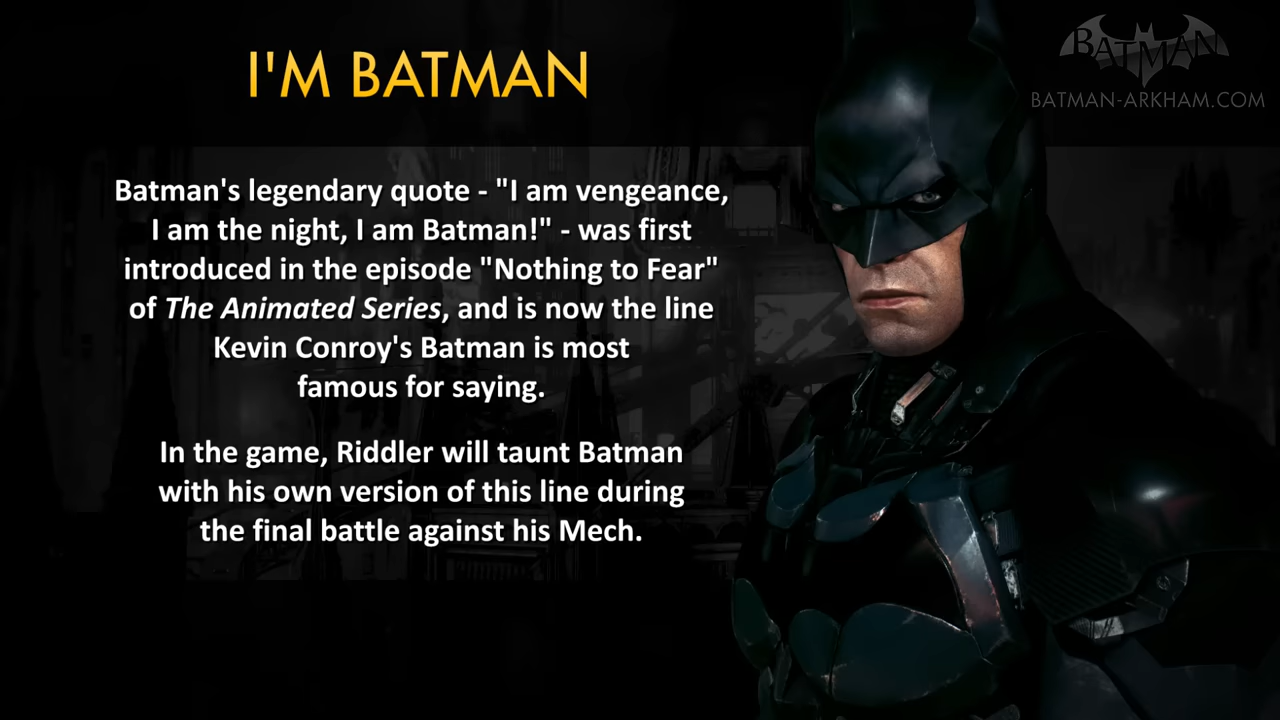 I'M BATMAN
BATMAN
BATMAN-ARKHAM.COM
Batman's legendary quote - "I am vengeance,
I am the night, I am Batman!" - was first
introduced in the episode "Nothing to Fear"
of The Animated Series, and is now the line
Kevin Conroy's Batman is most
famous for saying.
In the game, Riddler will taunt Batman
with his own version of this line during
the final battle against his Mech.